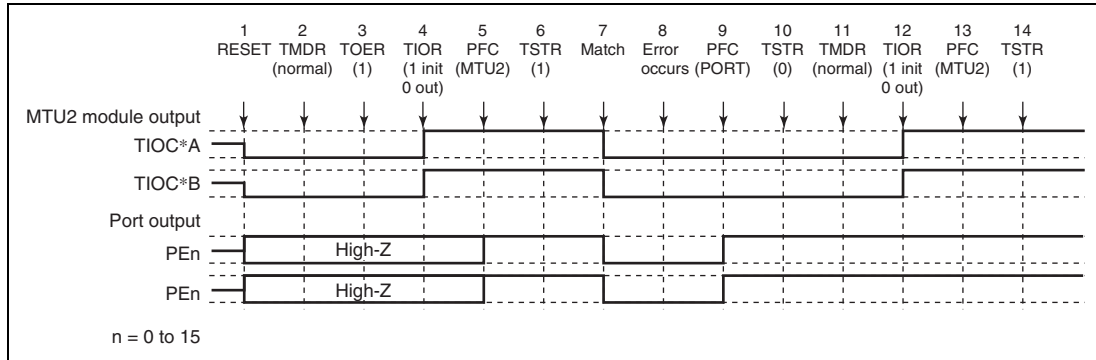 1 2 3 4 5 6 7 8 9 10 11 12 13 14
RESET TMDR TOER TIOR PFC TSTR Match Error PFC TSTR TMDR TIOR PFC TSTR
(normal) (1) (1 init (MTU2) (1) occurs (PORT) (0) (normal) (1 init (MTU2) (1)
0 out) 0 out)
MTU2 module output
TIOC*A
TIOC*B
Port output
PEn High-Z
PEn High-Z
n = 0 to 15